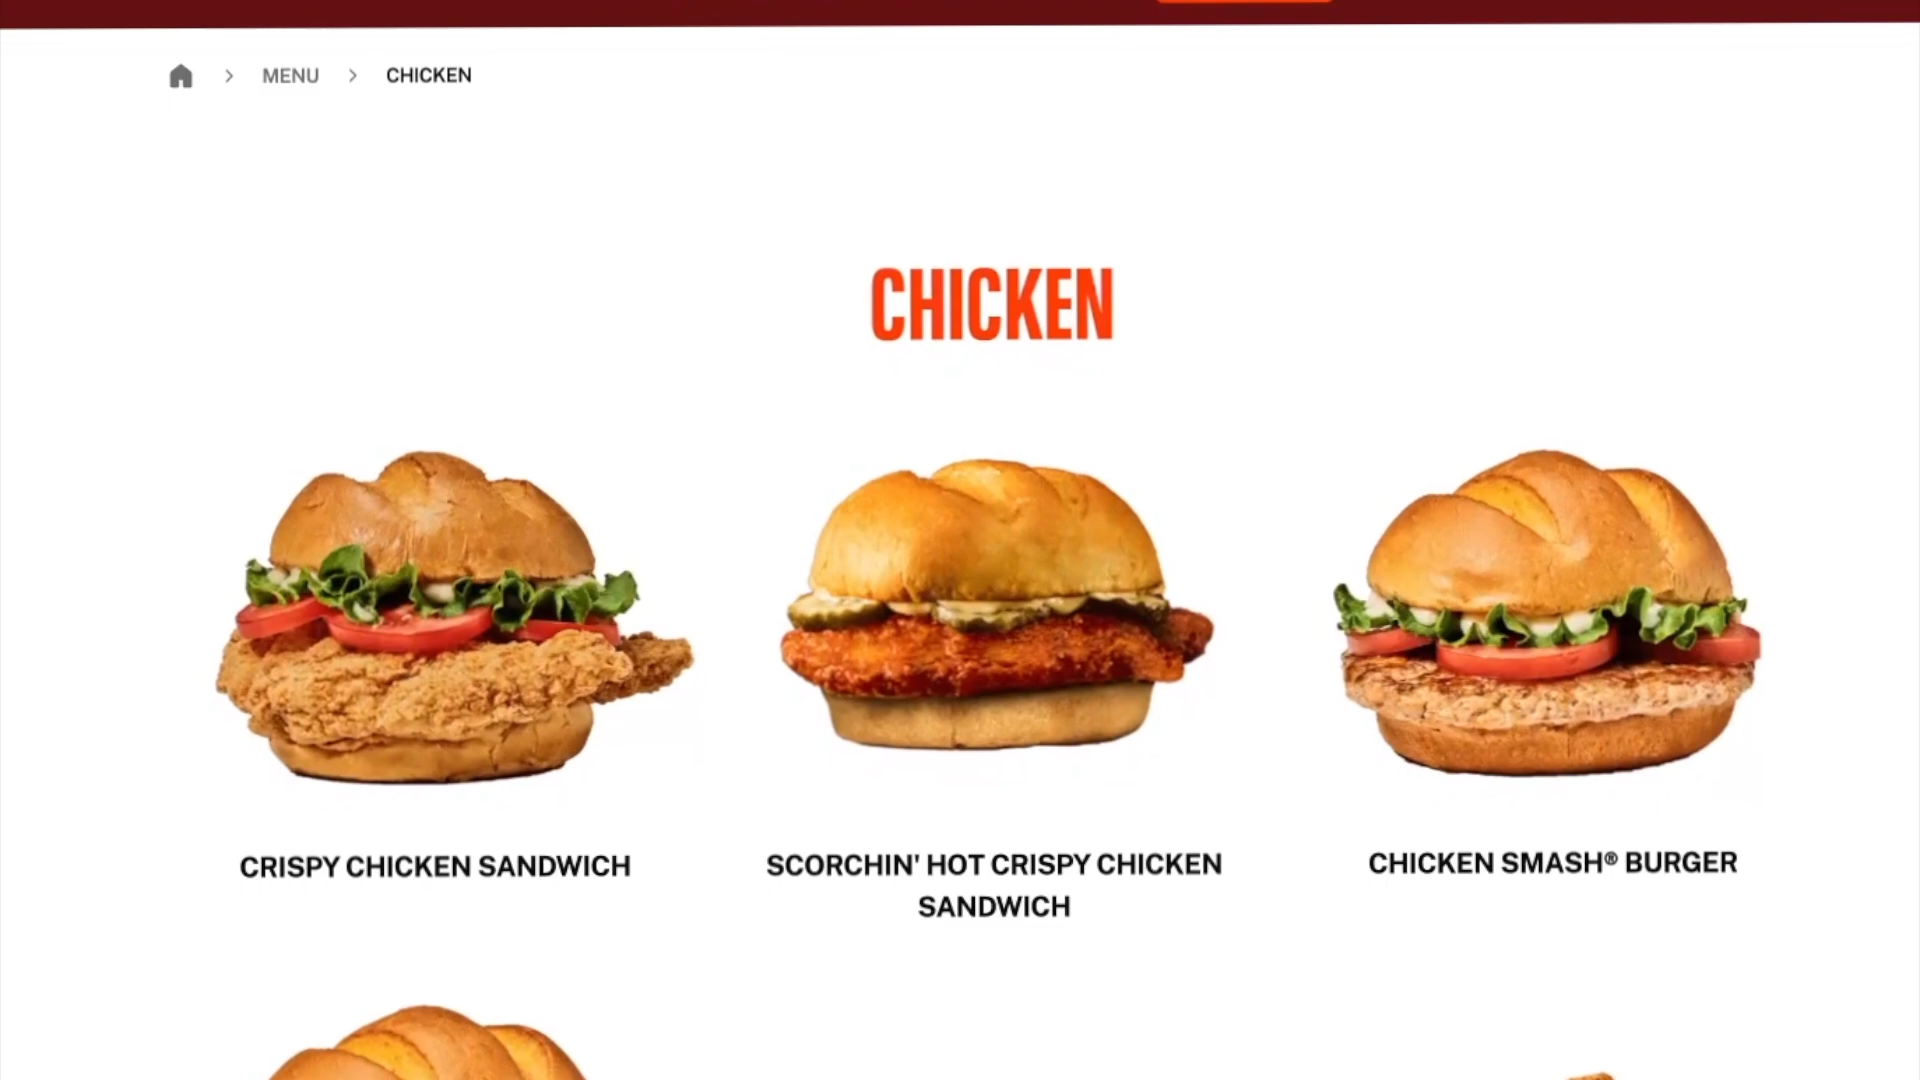 MENU
CHICKEN
CHICKEN
CRISPY CHICKEN SANDWICH
SCORCHIN' HOT CRISPY CHICKEN
SANDWICH
CHICKEN SMASH® BURGER